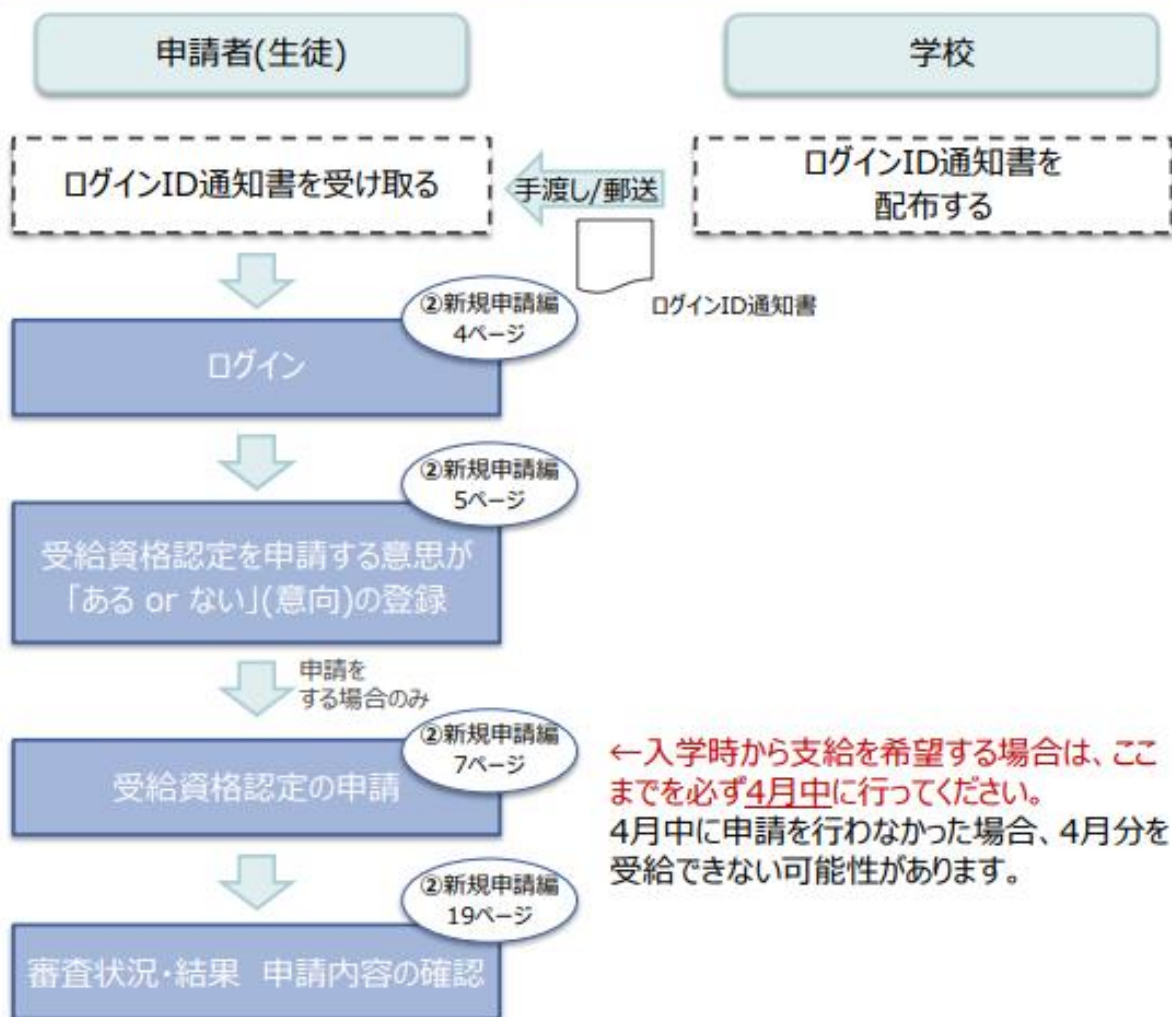 申請者(生徒)
学校
ログインID通知書を受け取る
手渡し/郵送
ログインID通知書を
配布する
ログインID通知書
②新規申請編
4ページ
ログイン
②新規申請編
5ページ
受給資格認定を申請する意思が
「ある or ない」(意向)の登録
申請を
する場合のみ
②新規申請編
7ページ
受給資格認定の申請
←入学時から支給を希望する場合は、ここ
までを必ず4月中に行ってください。
4月中に申請を行わなかった場合、4月分を
受給できない可能性があります。
②新規申請編
19ページ
審査状況・結果 申請内容の確認